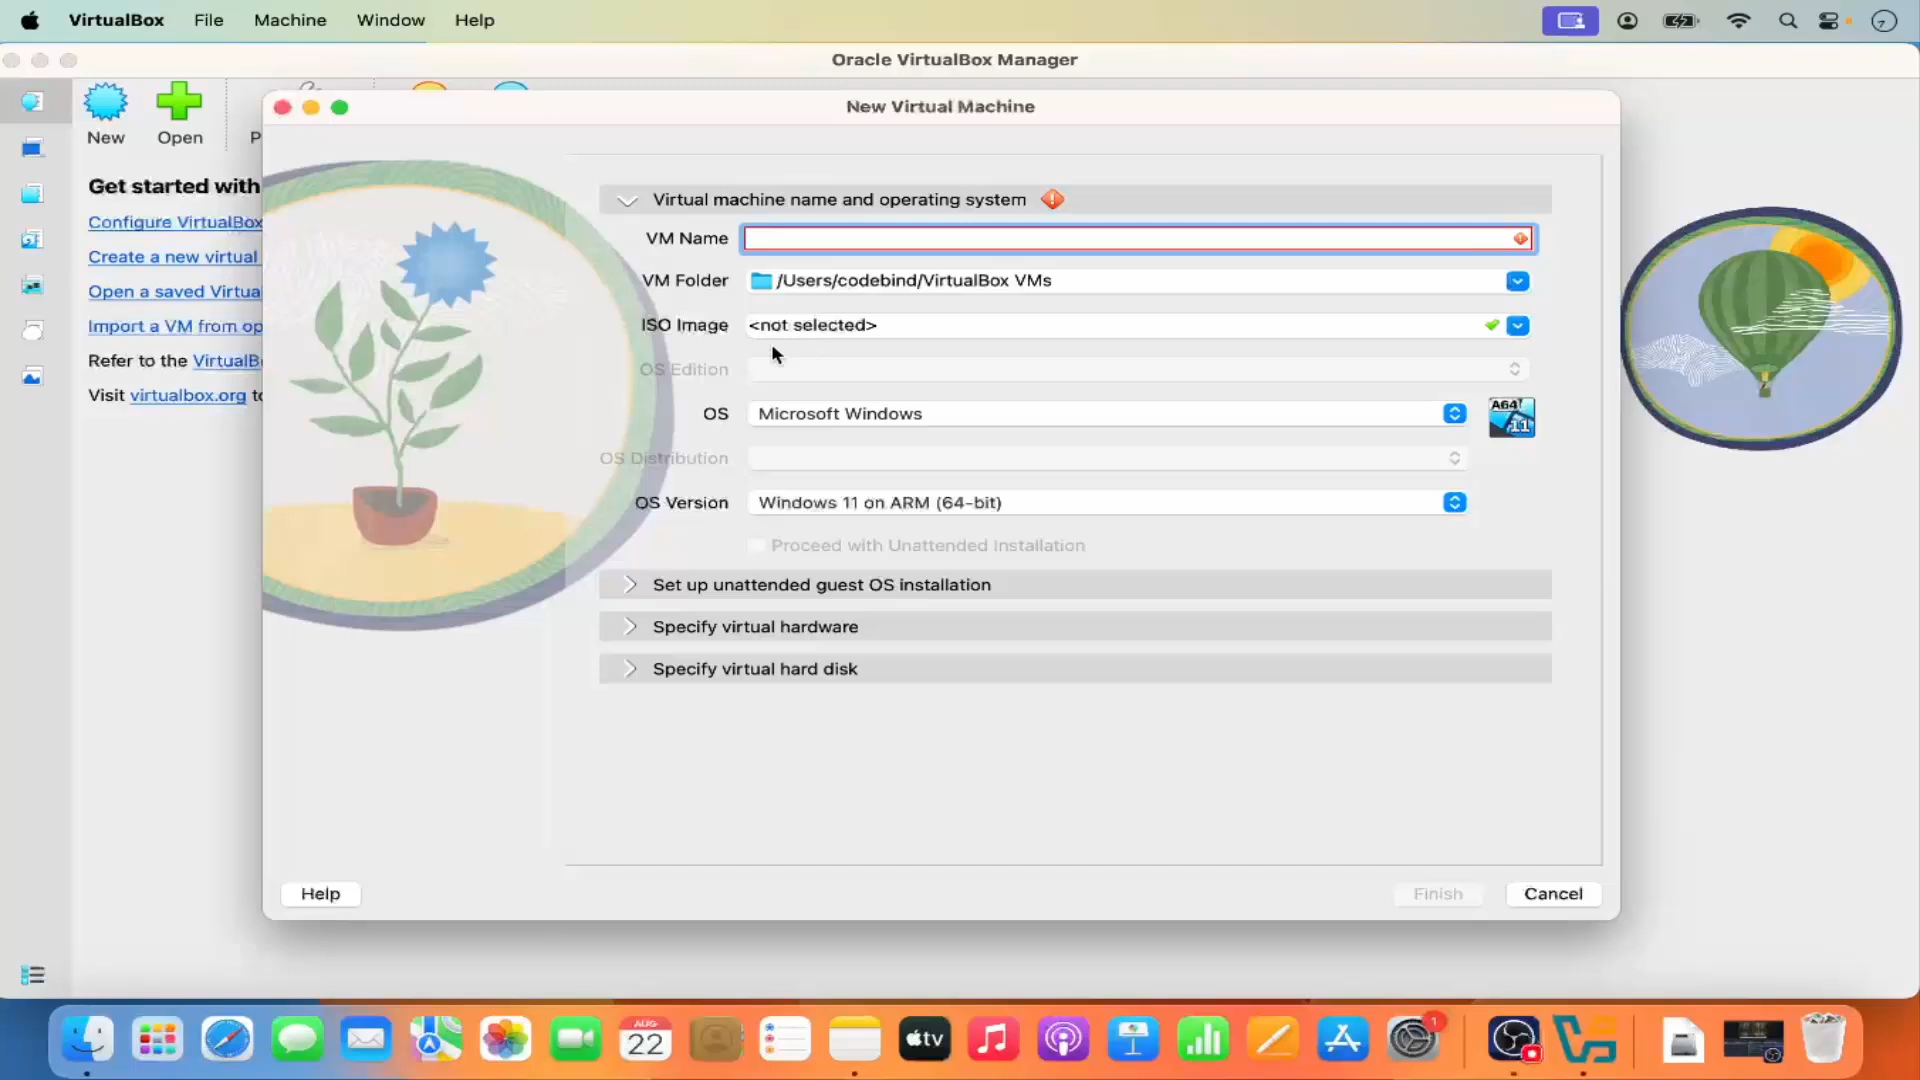 VirtualBox File Machine Window Help
Oracle VirtualBox Manager
New Open P
New Virtual Machine
Get started with
Configure VirtualBox
Create a new virtual
Open a saved Virtua
Import a VM from op
Refer to the VirtualB
Visit virtualbox.org to
Virtual machine name and operating system
VM Name
VM Folder /Users/codebind/VirtualBox VMs
ISO Image <not selected>
OS Edition
OS Microsoft Windows
A64
11
OS Distribution
OS Version Windows 11 on ARM (64-bit)
Proceed with Unattended Installation
Set up unattended guest OS installation
Specify virtual hardware
Specify virtual hard disk
Help Finish Cancel
AUG
22
tv
1